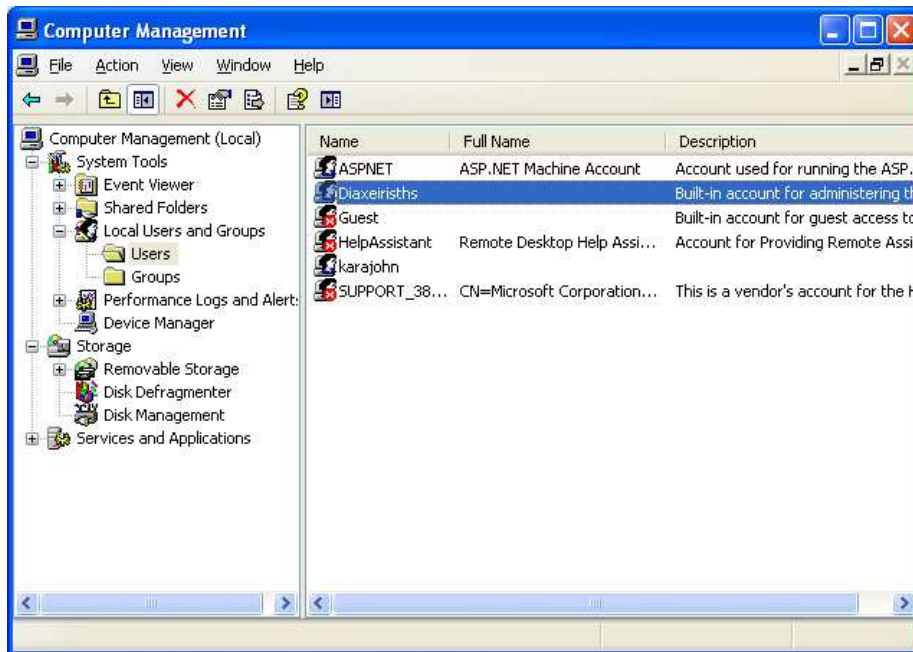 Computer Management
File Action View Window Help
Computer Management (Local)
System Tools
Event Viewer
Shared Folders
Local Users and Groups
Users
Groups
Performance Logs and Alert
Device Manager
Storage
Removable Storage
Disk Defragmenter
Disk Management
Services and Applications
Name Full Name Description
ASPNET ASP.NET Machine Account Account used for running the ASP.
Diaxeirisths Built-in account for administering th
Guest Built-in account for guest access to
HelpAssistant Remote Desktop Help Assi... Account for Providing Remote Assi
karajohn
SUPPORT_38... CN=Microsoft Corporation... This is a vendor's account for the H